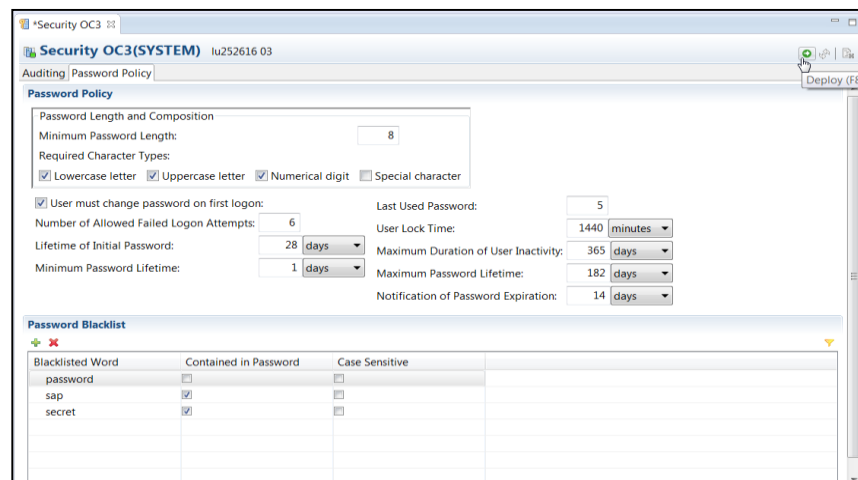 *Security OC3
Security OC3(SYSTEM) lu252616 03
Auditing Password Policy
Deploy (F8
Password Policy
Password Length and Composition
Minimum Password Length: 8
Required Character Types:
Lowercase letter Uppercase letter Numerical digit Special character
User must change password on first logon:
Number of Allowed Failed Logon Attempts: 6
Lifetime of Initial Password: 28 days
Minimum Password Lifetime: 1 days
Last Used Password: 5
User Lock Time: 1440 minutes
Maximum Duration of User Inactivity: 365 days
Maximum Password Lifetime: 182 days
Notification of Password Expiration: 14 days
Password Blacklist
Blacklisted Word Contained in Password Case Sensitive
password
sap
secret